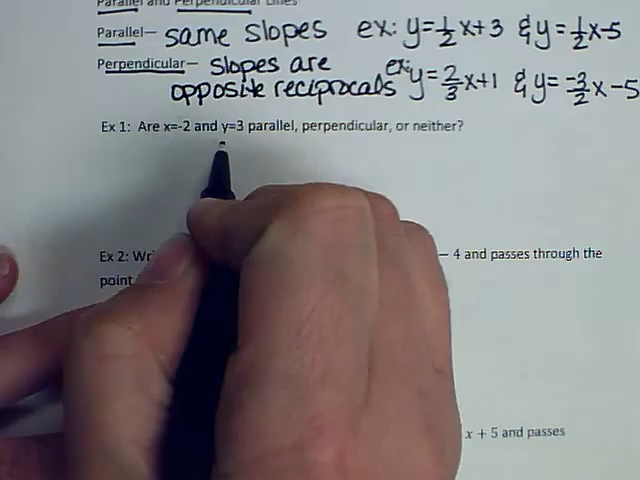 Parallel and Perpendicular Lines
Parallel— same slopes ex: y=½x+3 & y=½x-5
Perpendicular— slopes are opposite reciprocals ex: y=2/3x+1 & y=-3/2x-5
Ex 1: Are x=-2 and y=3 parallel, perpendicular, or neither?
Ex 2: – 4 and passes through the
point
x + 5 and passes